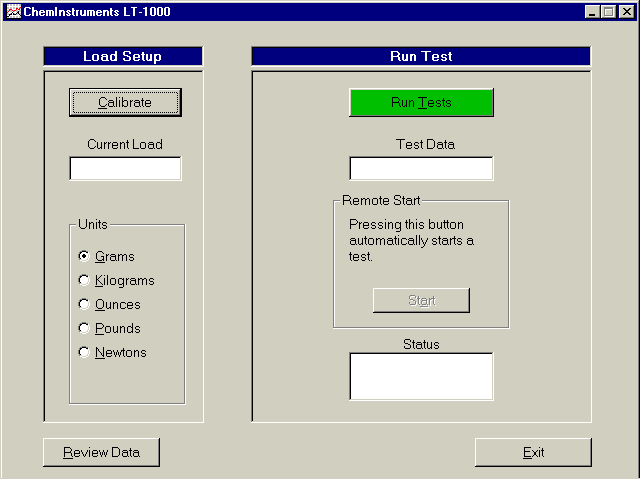 ChemInstruments LT-1000
Load Setup
Calibrate
Current Load
Units
Grams
Kilograms
Ounces
Pounds
Newtons
Run Test
Run Tests
Test Data
Remote Start
Pressing this button
automatically starts a
test.
Start
Status
Review Data
Exit